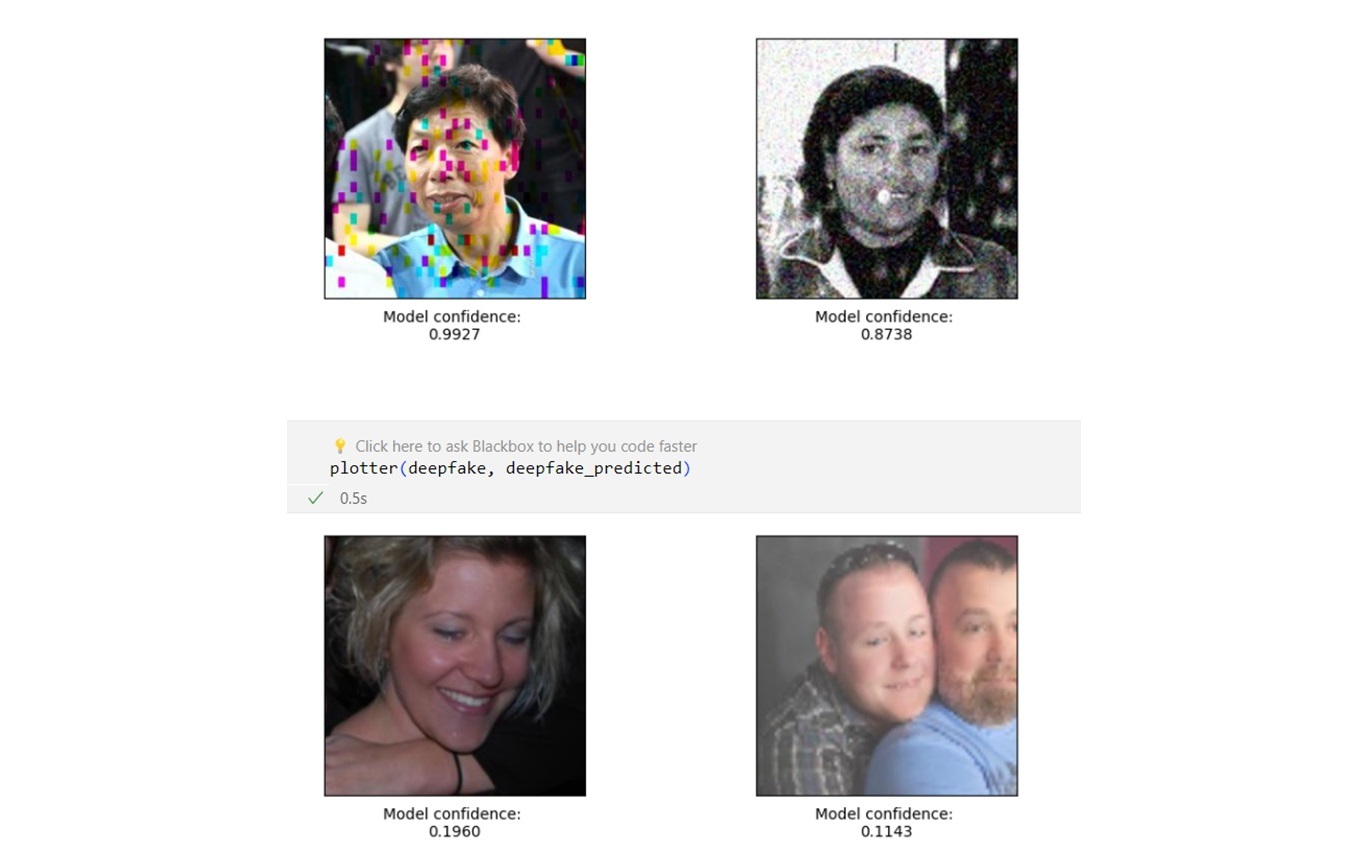 Model confidence:
0.9927
Model confidence:
0.8738
Click here to ask Blackbox to help you code faster
plotter(deepfake, deepfake_predicted)
0.5s
Model confidence:
0.1960
Model confidence:
0.1143